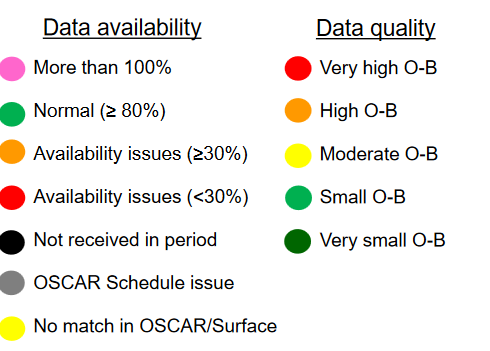 Data availability
More than 100%
Normal (≥ 80%)
Availability issues (≥30%)
Availability issues (<30%)
Not received in period
OSCAR Schedule issue
No match in OSCAR/Surface
Data quality
Very high O-B
High O-B
Moderate O-B
Small O-B
Very small O-B